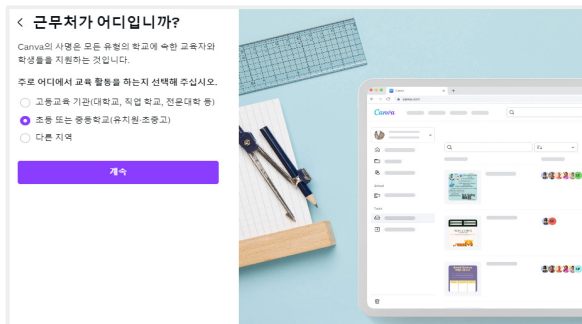 근무처가 어디입니까?
Canva의 사명은 모든 유형의 학교에 속한 교육자와
학생들을 지원하는 것입니다.
주로 어디에서 교육 활동을 하는지 선택해 주십시오.
고등교육 기관(대학교, 직업 학교, 전문대학 등)
초등 또는 중등학교(유치원·초중고)
다른 지역
계속
Canva
canva.com
Canva